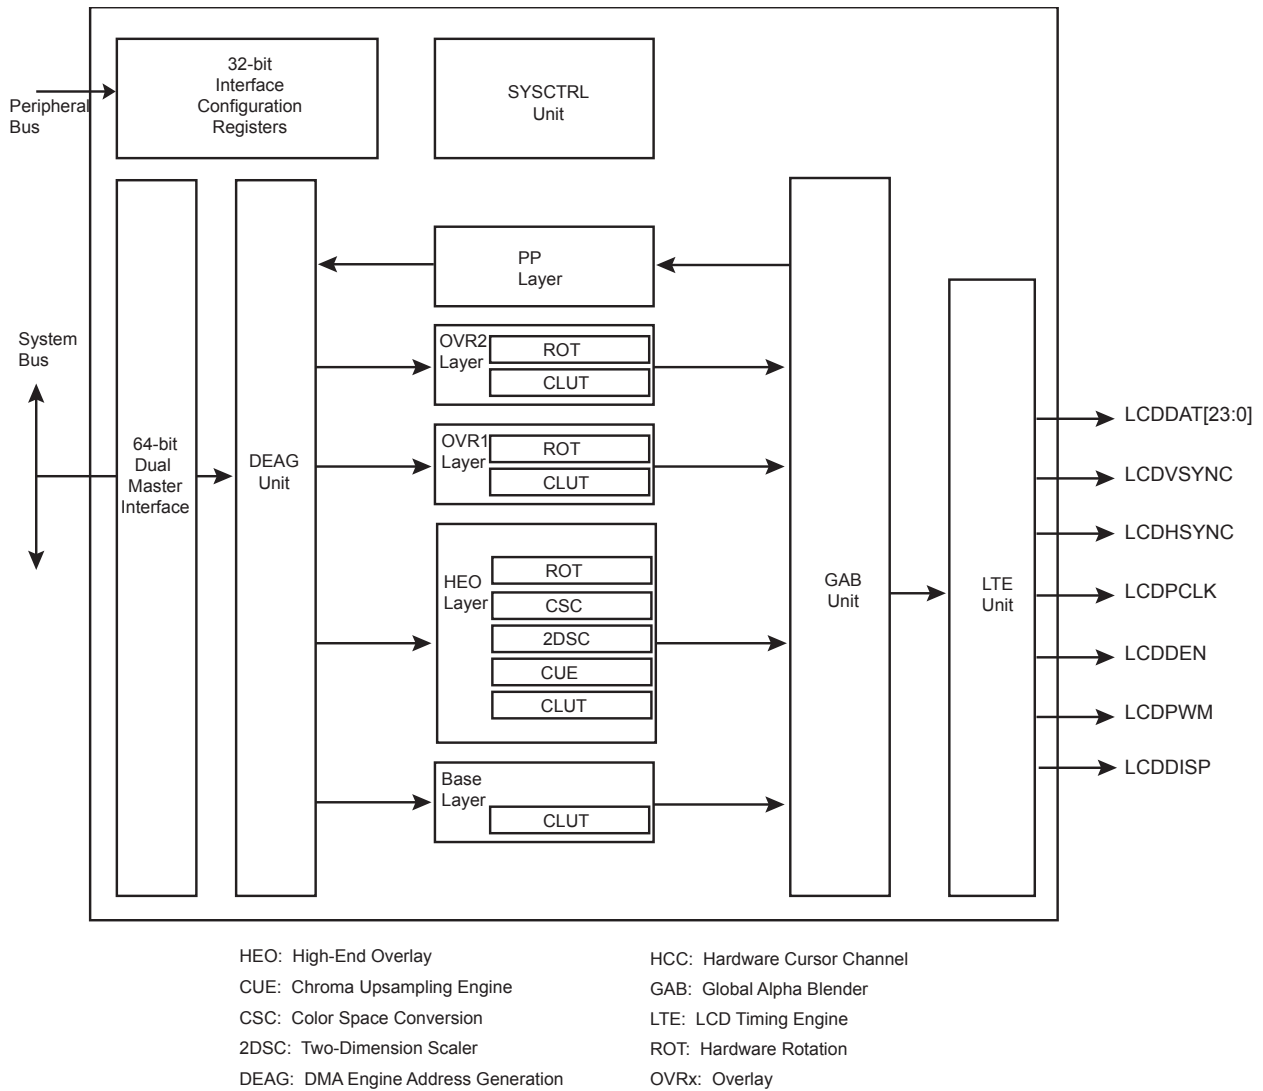 32-bit
Interface
Configuration
Registers
SYSCTRL
Unit
Peripheral
Bus
PP
Layer
System
Bus
OVR2
Layer
ROT
CLUT
OVR1
Layer
ROT
CLUT
64-bit
Dual
Master
Interface
DEAG
Unit
HEO
Layer
ROT
CSC
2DSC
CUE
CLUT
Base
Layer
CLUT
GAB
Unit
LTE
Unit
LCDDAT[23:0]
LCDVSYNC
LCDHSYNC
LCDPCLK
LCDDEN
LCDPWM
LCDDISP
HEO: High-End Overlay
CUE: Chroma Upsampling Engine
CSC: Color Space Conversion
2DSC: Two-Dimension Scaler
DEAG: DMA Engine Address Generation
HCC: Hardware Cursor Channel
GAB: Global Alpha Blender
LTE: LCD Timing Engine
ROT: Hardware Rotation
OVRx: Overlay